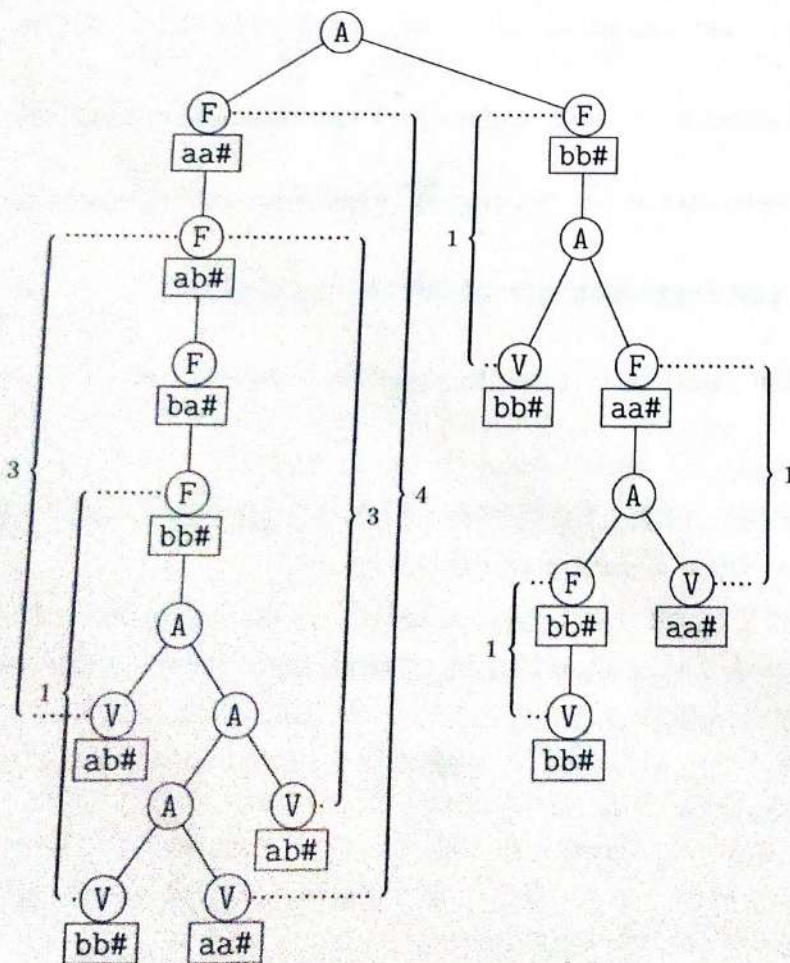 A
F F
aa# bb#
F 1 A
ab#
F V F
ba# bb# aa#
3 F 4 A 1
bb# 3
F V
A bb# aa#
1 1
V A V
ab# bb#
A V
ab#
V V
bb# aa#